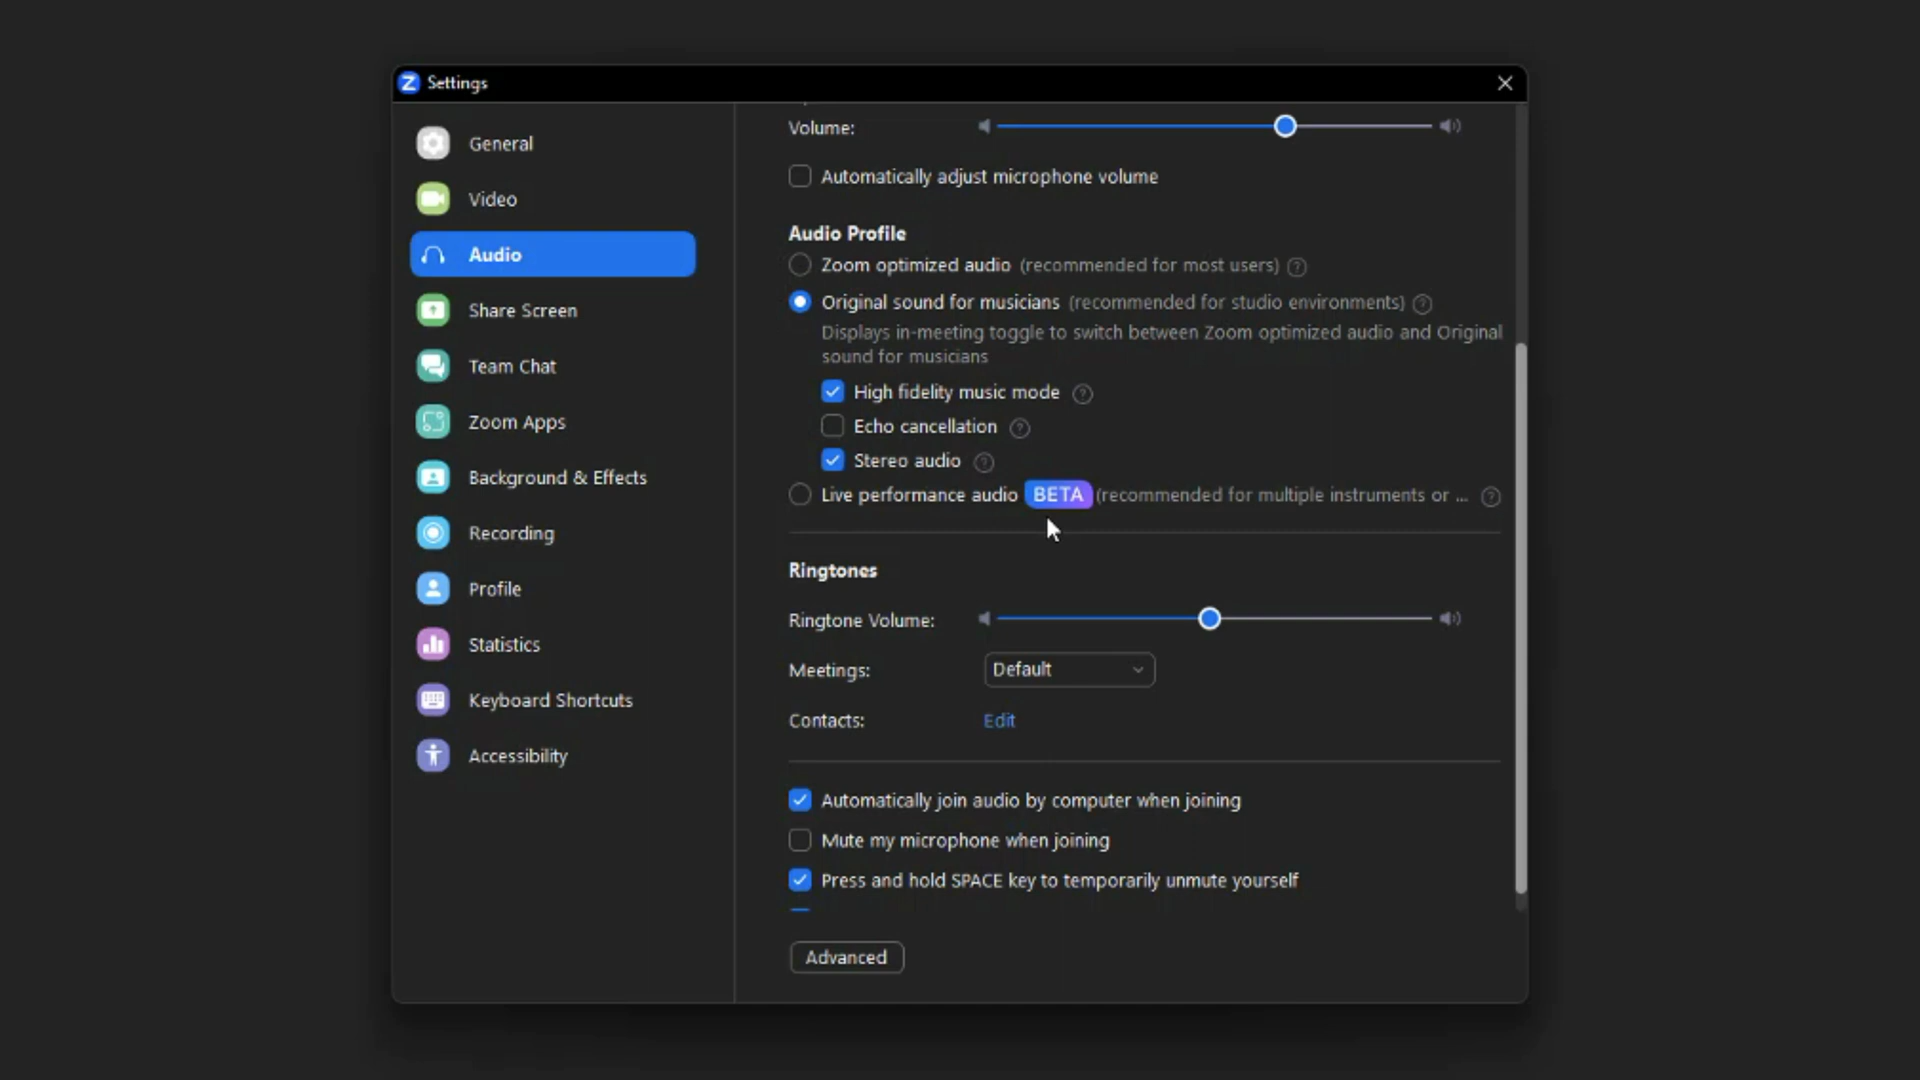 Settings
General
Video
Audio
Share Screen
Team Chat
Zoom Apps
Background & Effects
Recording
Profile
Statistics
Keyboard Shortcuts
Accessibility
Volume:
Automatically adjust microphone volume
Audio Profile
Zoom optimized audio (recommended for most users) ?
Original sound for musicians (recommended for studio environments) ?
Displays in-meeting toggle to switch between Zoom optimized audio and Original
sound for musicians
High fidelity music mode ?
Echo cancellation ?
Stereo audio ?
Live performance audio BETA (recommended for multiple instruments or ... ?
Ringtones
Ringtone Volume:
Meetings: Default
Contacts: Edit
Automatically join audio by computer when joining
Mute my microphone when joining
Press and hold SPACE key to temporarily unmute yourself
Advanced